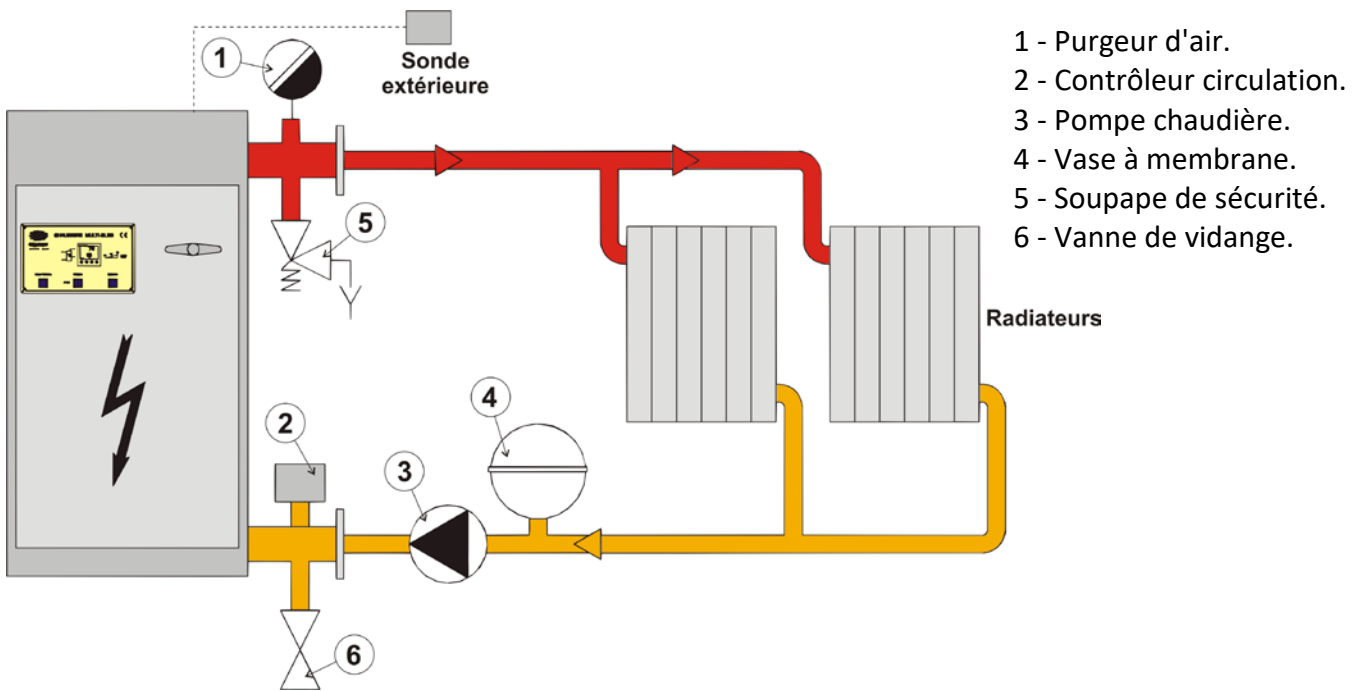 1
Sonde
extérieure
1 - Purgeur d'air.
2 - Contrôleur circulation.
3 - Pompe chaudière.
4 - Vase à membrane.
5 - Soupape de sécurité.
6 - Vanne de vidange.
5
Radiateurs
4
2
3
6